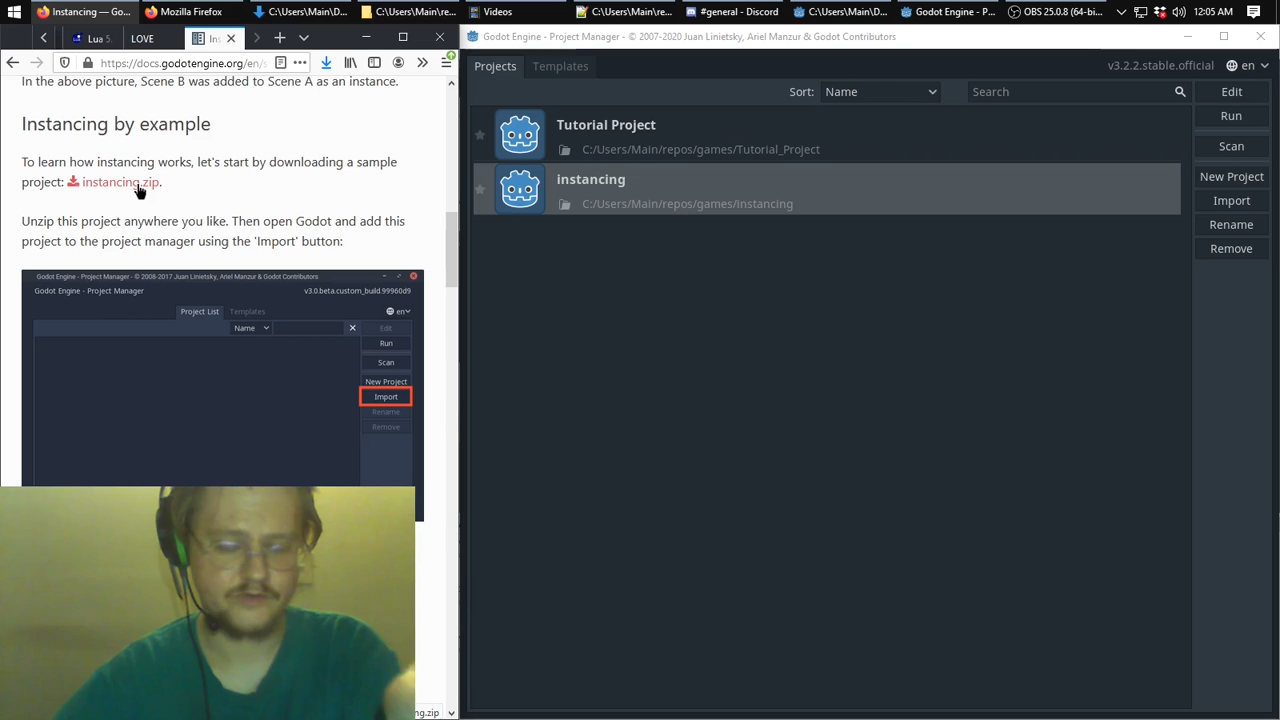 Instancing — Go...
Mozilla Firefox
C:\Users\Main\D...
C:\Users\Main\re...
Videos
C:\Users\Main\re...
#general - Discord
C:\Users\Main\D...
Godot Engine - P...
OBS 25.0.8 (64-bi...
12:05 AM
Lua 5.
LOVE
Ins
https://docs.godotengine.org/en/s
In the above picture, Scene B was added to Scene A as an instance.
Instancing by example
To learn how instancing works, let's start by downloading a sample
project: instancing.zip.
Unzip this project anywhere you like. Then open Godot and add this
project to the project manager using the 'Import' button:
Godot Engine - Project Manager - © 2008-2017 Juan Linietsky, Ariel Manzur & Godot Contributors
Godot Engine - Project Manager
v3.0.beta.custom_build.99960d9
Project List
Templates
en
Name
Edit
Run
Scan
New Project
Import
Rename
Remove
ng.zip
Godot Engine - Project Manager - © 2007-2020 Juan Linietsky, Ariel Manzur & Godot Contributors
Projects
Templates
v3.2.2.stable.official
en
Sort:
Name
Search
Edit
Tutorial Project
C:/Users/Main/repos/games/Tutorial_Project
instancing
C:/Users/Main/repos/games/instancing
Run
Scan
New Project
Import
Rename
Remove